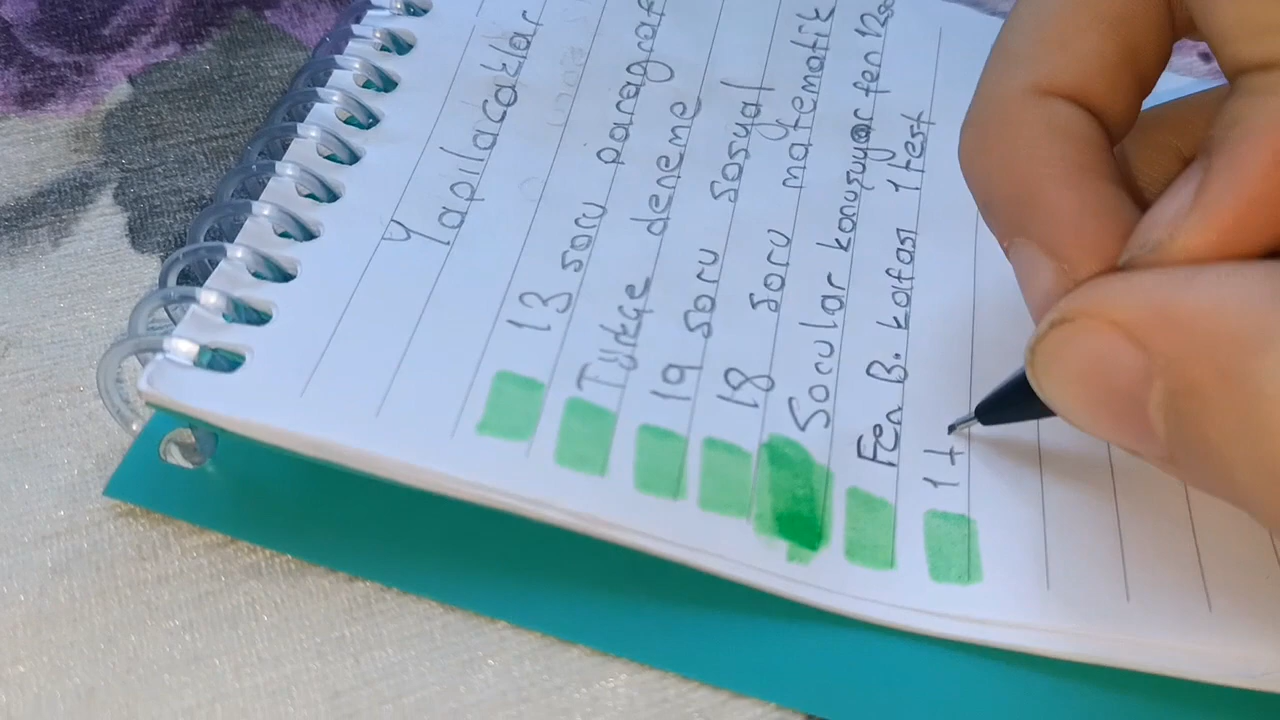 Yapılacaklar
13 soru paragraf
Türkçe deneme
19 soru sosyal
18 soru matematik
Sorular konuşuyor fen 12
Fen B. kafası 1 test
1 t